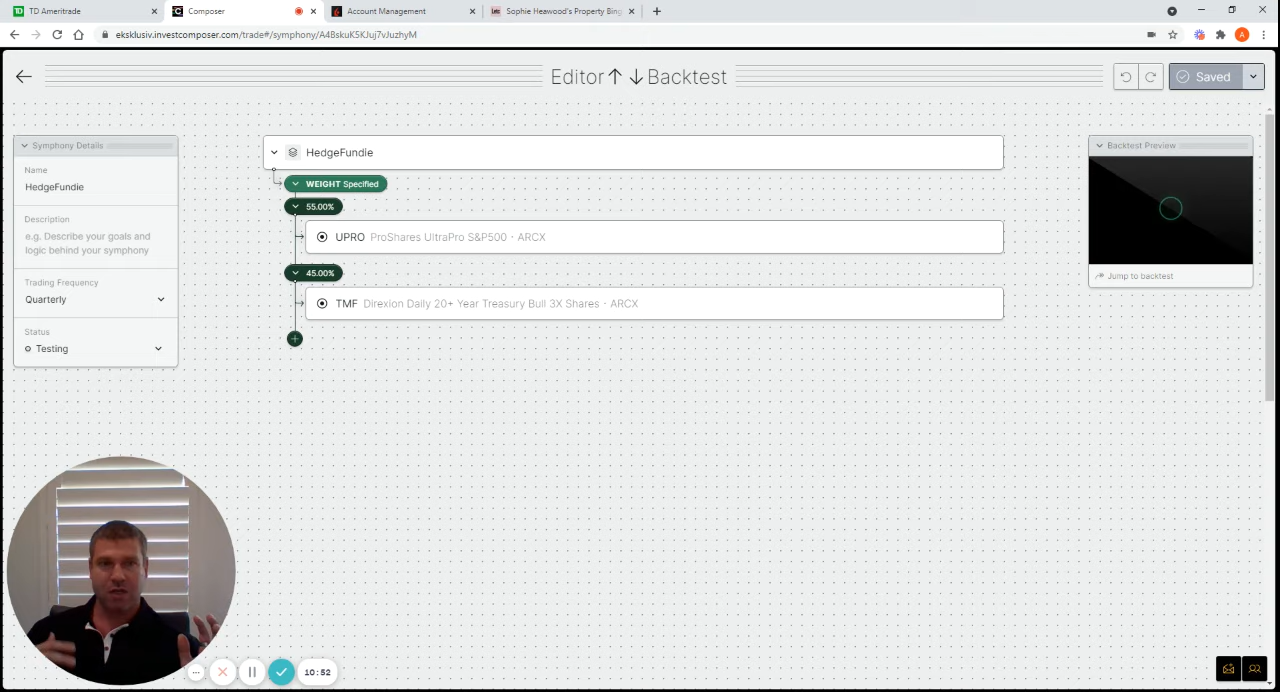 TD Ameritrade
Composer
Account Management
Sophie Heawood's Property Bing
eksklusiv.investcomposer.com/trade#/symphony/A4BskuK5KJuj7vJuzhyM
A
Editor ↑ ↓ Backtest
Saved
Symphony Details
Name
HedgeFundie
Description
e.g. Describe your goals and
logic behind your symphony
Trading Frequency
Quarterly
Status
Testing
HedgeFundie
WEIGHT Specified
55.00%
UPRO ProShares UltraPro S&P500 · ARCX
45.00%
TMF Direxion Daily 20+ Year Treasury Bull 3X Shares · ARCX
Backtest Preview
Jump to backtest
10:52